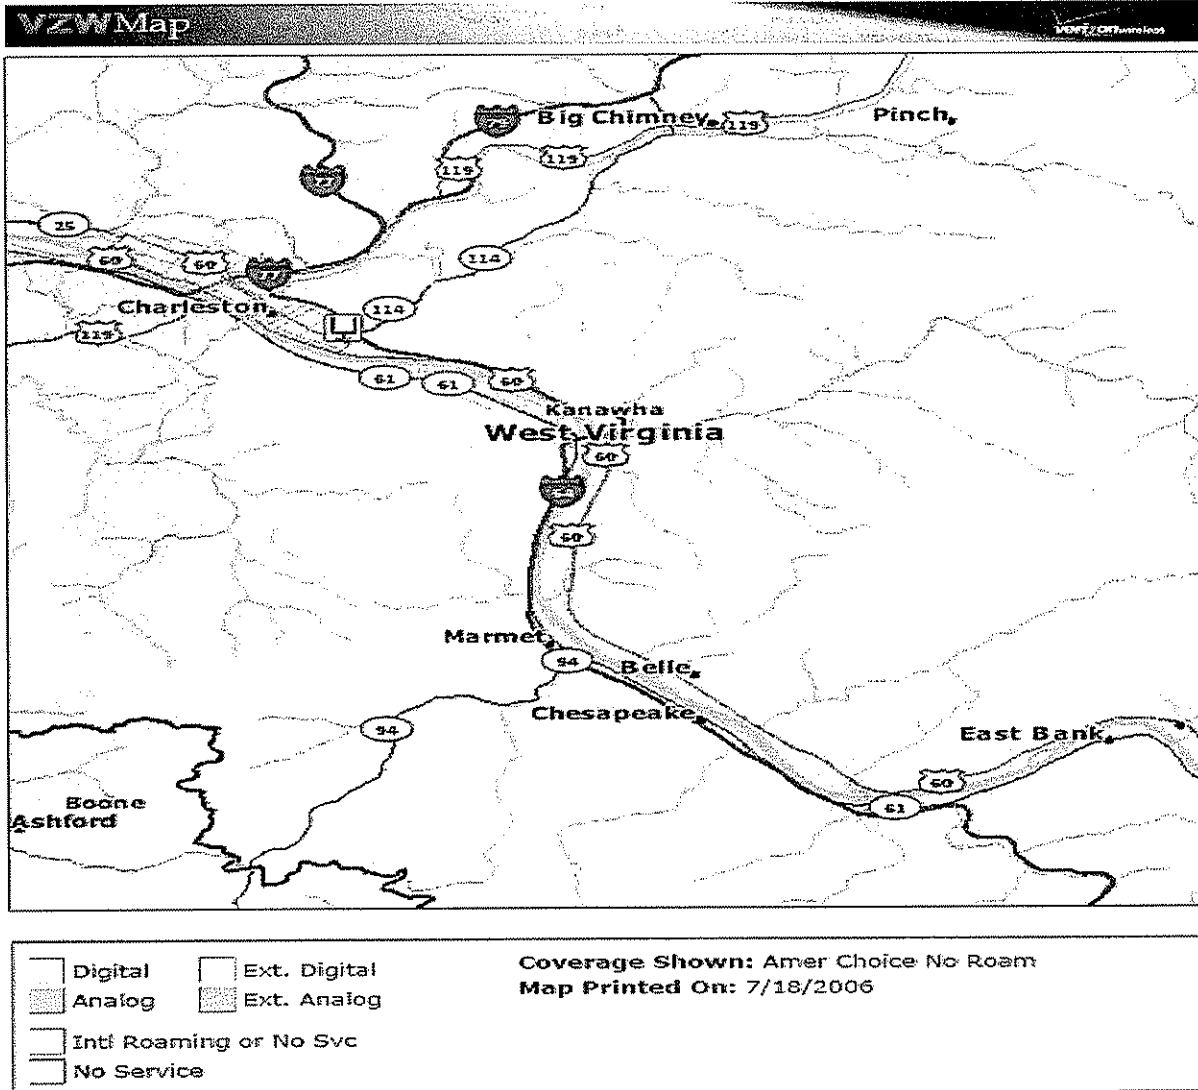 VZWMap
verizonwireless
Big Chimney
119
Pinch
119
119
25
114
60
60
Charleston
114
119
61
61
60
Kanawha
West Virginia
60
60
Marmet
94
Belle
Chesapeake
94
East Bank
60
Boone
61
Ashford
Digital
Ext. Digital
Coverage Shown: Amer Choice No Roam
Analog
Ext. Analog
Map Printed On: 7/18/2006
Intl Roaming or No Svc
No Service